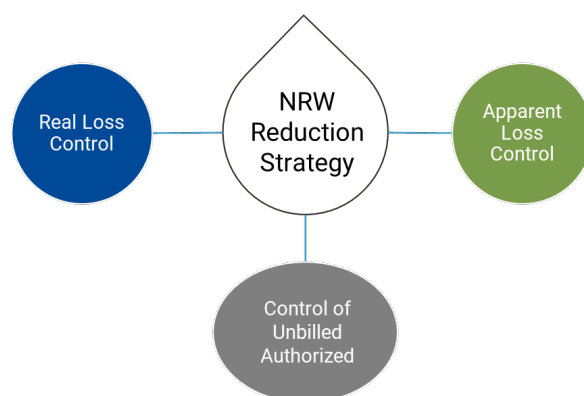 NRW
Reduction
Strategy
Real Loss
Control
Apparent
Loss
Control
Control of
Unbilled
Authorized